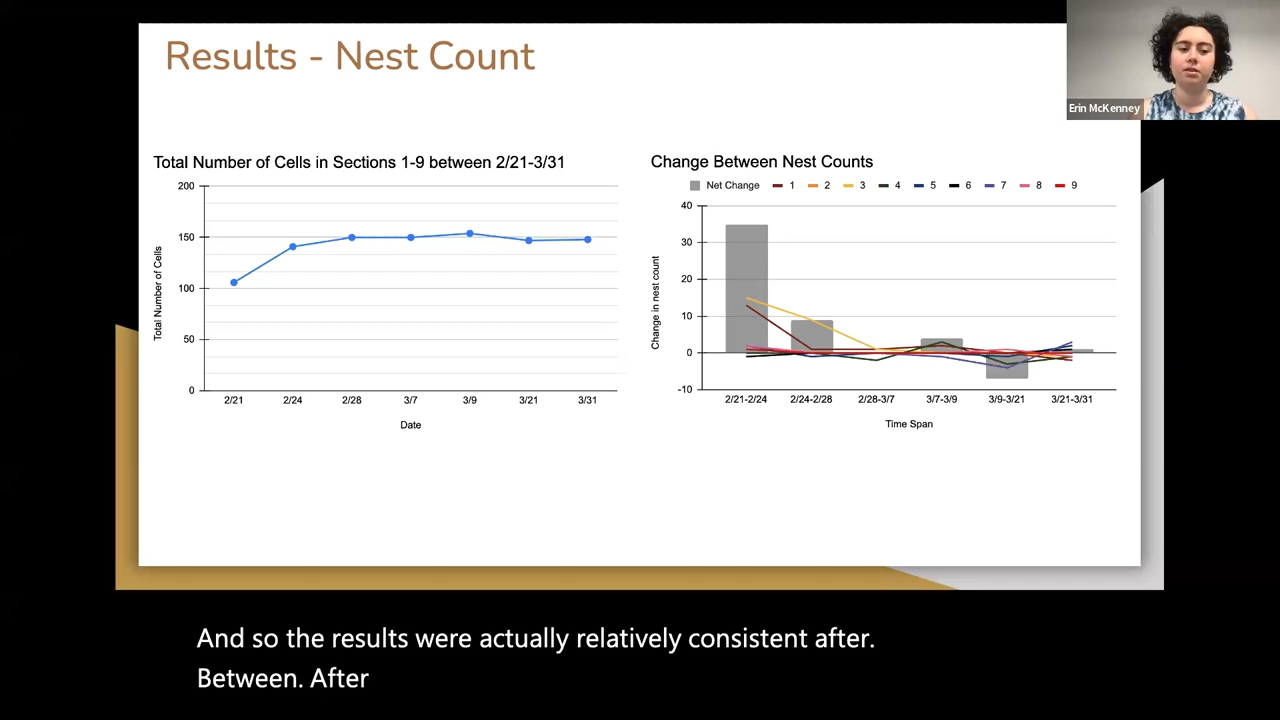 Results - Nest Count
Erin McKenney
Total Number of Cells in Sections 1-9 between 2/21-3/31
200
150
100
50
0
Total Number of Cells
2/21 2/24 2/28 3/7 3/9 3/21 3/31
Date
Change Between Nest Counts
Net Change 1 2 3 4 5 6 7 8 9
40
30
20
10
0
-10
Change in nest count
2/21-2/24 2/24-2/28 2/28-3/7 3/7-3/9 3/9-3/21 3/21-3/31
Time Span
And so the results were actually relatively consistent after.
Between. After